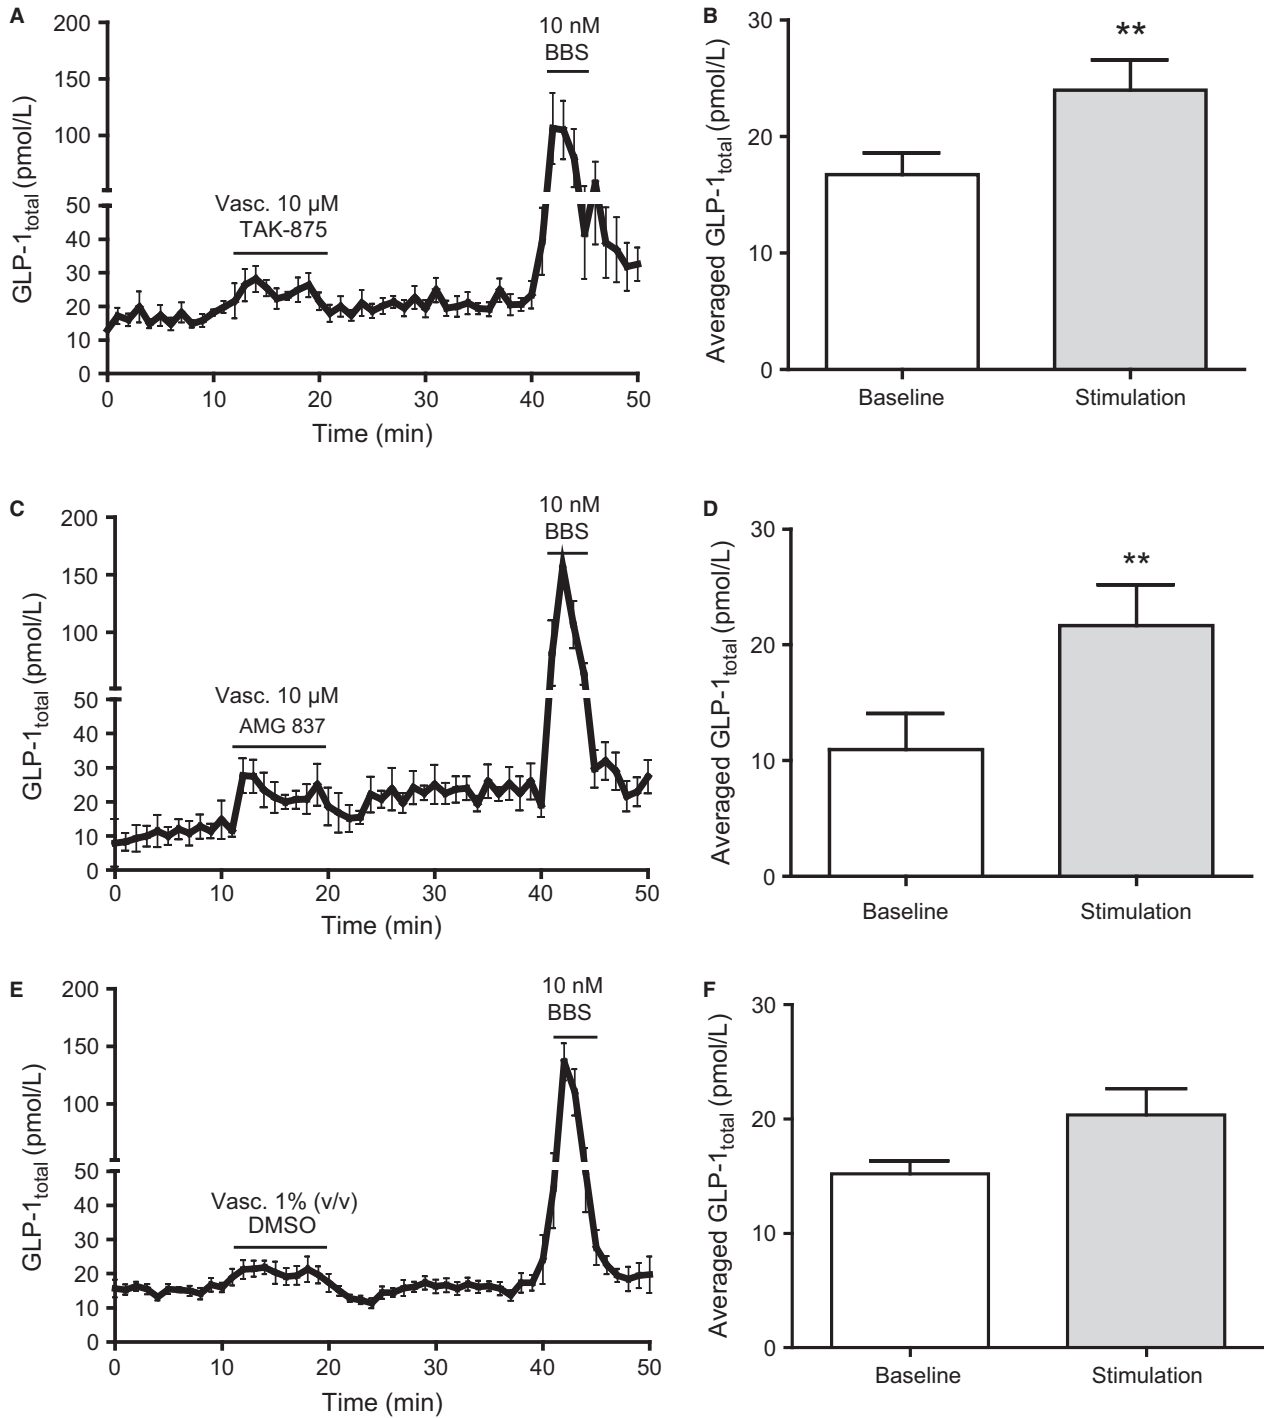 A
GLP-1total (pmol/L)
200
150
100
50
40
30
20
10
0
Vasc. 10 µM
TAK-875
10 nM
BBS
0 10 20 30 40 50
Time (min)
B
Averaged GLP-1total (pmol/L)
30
20
10
0
**
Baseline Stimulation
C
GLP-1total (pmol/L)
200
150
100
50
40
30
20
10
0
Vasc. 10 µM
AMG 837
10 nM
BBS
0 10 20 30 40 50
Time (min)
D
Averaged GLP-1total (pmol/L)
30
20
10
0
**
Baseline Stimulation
E
GLP-1total (pmol/L)
200
150
100
50
40
30
20
10
0
Vasc. 1% (v/v)
DMSO
10 nM
BBS
0 10 20 30 40 50
Time (min)
F
Averaged GLP-1total (pmol/L)
30
20
10
0
Baseline Stimulation